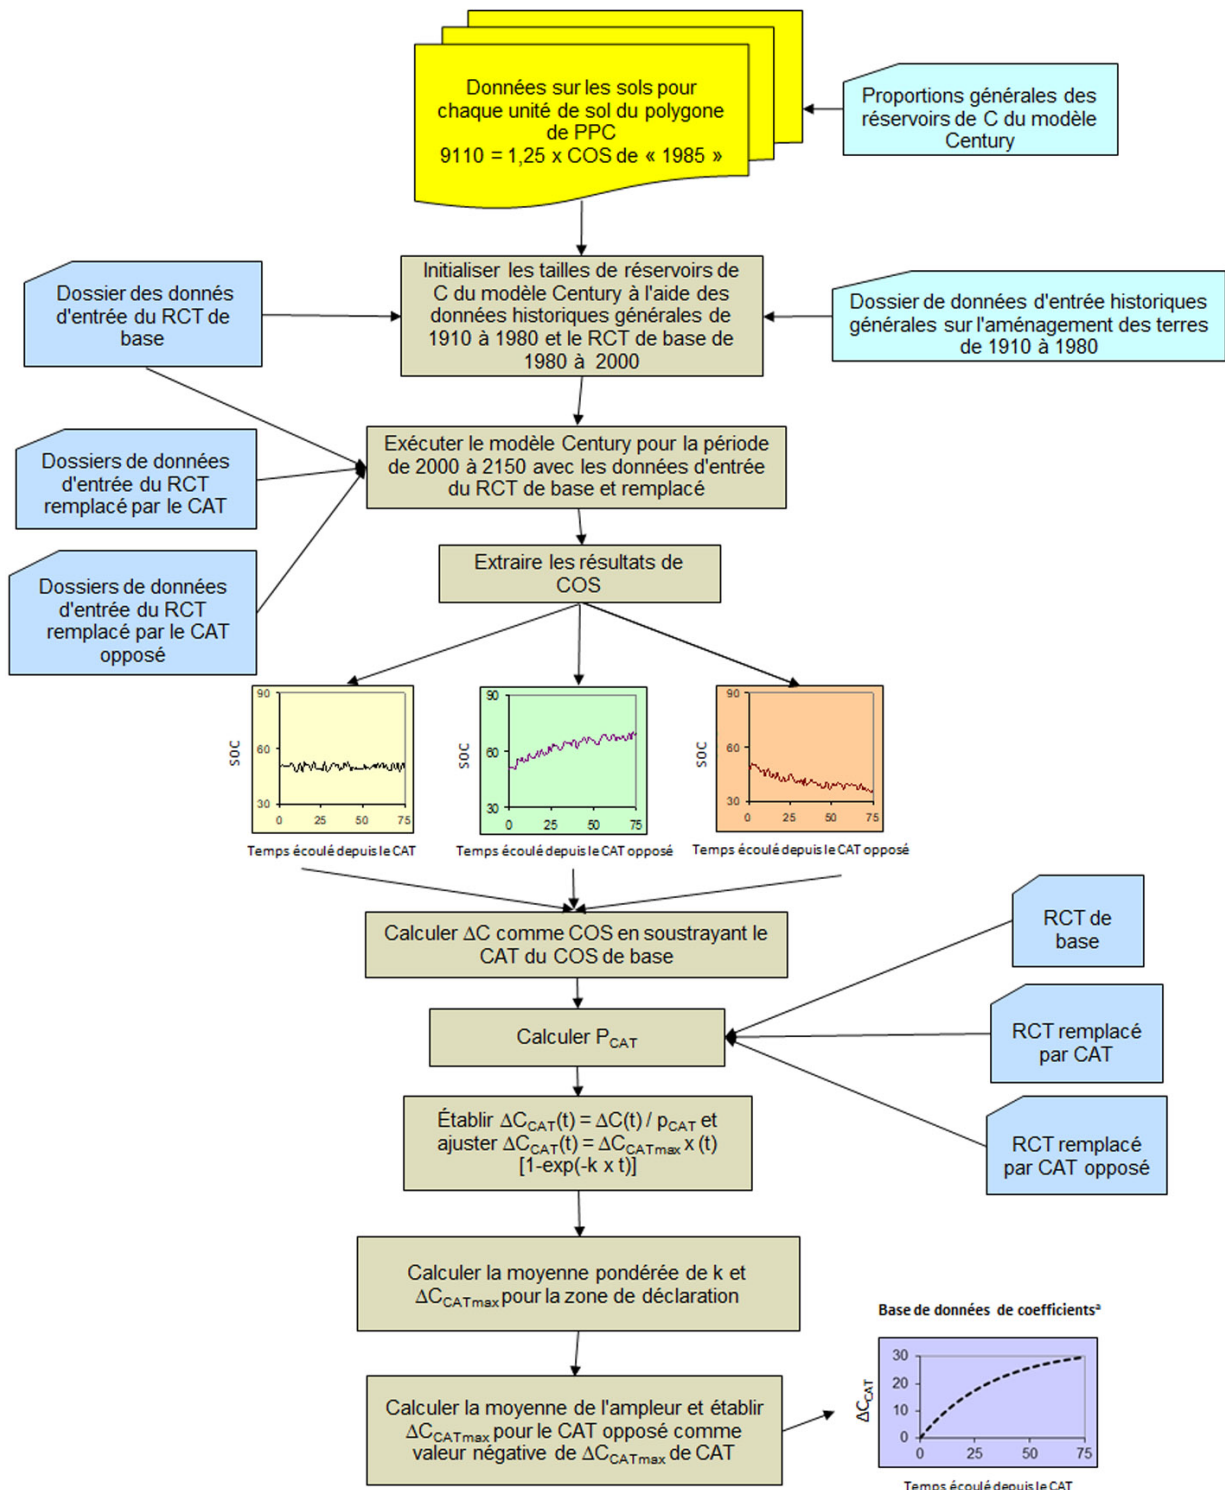 Données sur les sols pour
chaque unité de sol du polygone
de PPC
9110 = 1,25 x COS de « 1985 »
Proportions générales des
réservoirs de C du modèle
Century
Dossier des donnés
d'entrée du RCT de
base
Initialiser les tailles de réservoirs de
C du modèle Century à l'aide des
données historiques générales de
1910 à 1980 et le RCT de base de
1980 à 2000
Dossier de données d'entrée historiques
générales sur l'aménagement des terres
de 1910 à 1980
Dossiers de données
d'entrée du RCT
remplacé par le CAT
Exécuter le modèle Century pour la période
de 2000 à 2150 avec les données d'entrée
du RCT de base et remplacé
Dossiers de données
d'entrée du RCT
remplacé par le CAT
opposé
Extraire les résultats de
COS
90
60
30
SOC
0 25 50 75
Temps écoulé depuis le CAT
90
60
30
SOC
0 25 50 75
Temps écoulé depuis le CAT opposé
90
60
30
SOC
0 25 50 75
Temps écoulé depuis le CAT opposé
Calculer ΔC comme COS en soustrayant le
CAT du COS de base
RCT de
base
Calculer P_CAT
RCT remplacé
par CAT
Établir ΔC_CAT(t) = ΔC(t) / p_CAT et
ajuster ΔC_CAT(t) = ΔC_CATmax x (t)
[1-exp(-k x t)]
RCT remplacé
par CAT opposé
Calculer la moyenne pondérée de k et
ΔC_CATmax pour la zone de déclaration
Calculer la moyenne de l'ampleur et établir
ΔC_CATmax pour le CAT opposé comme
valeur négative de ΔC_CATmax de CAT
Base de données de coefficientsª
30
20
10
0
ΔC_CAT
0 25 50 75
Temps écoulé depuis le CAT